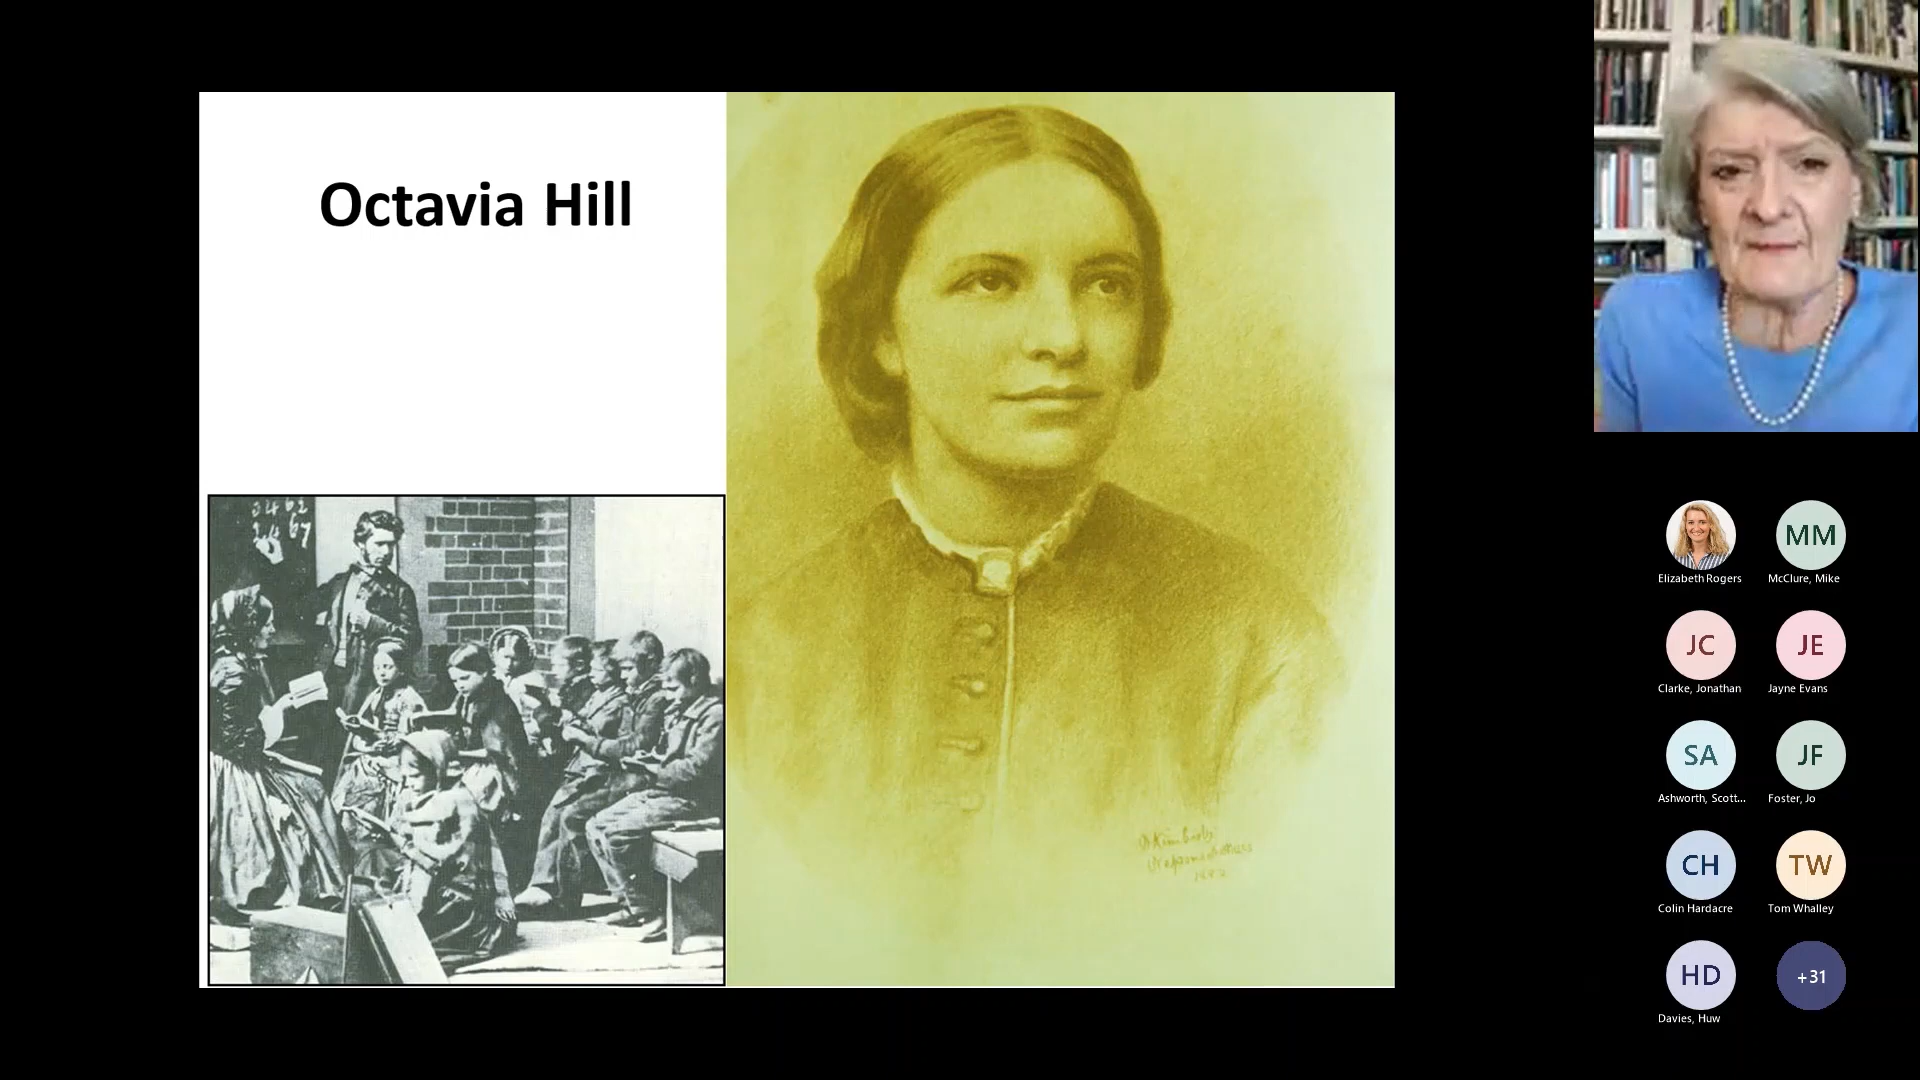 Octavia Hill
MM
Elizabeth Rogers
McClure, Mike
JC
JE
Clarke, Jonathan
Jayne Evans
SA
JF
Ashworth, Scott...
Foster, Jo
CH
TW
Colin Hardacre
Tom Whalley
HD
+31
Davies, Huw